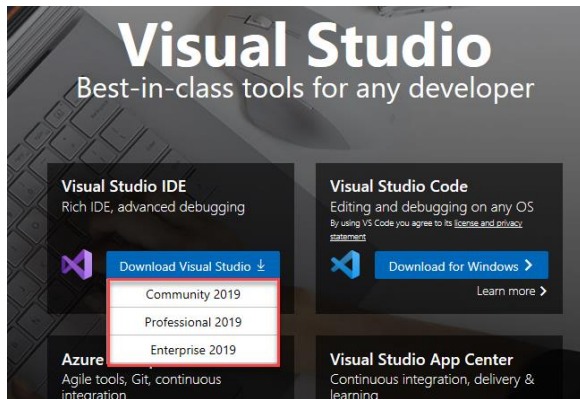 Visual Studio
Best-in-class tools for any developer
Visual Studio IDE
Rich IDE, advanced debugging
Download Visual Studio ↓
Community 2019
Professional 2019
Enterprise 2019
Visual Studio Code
Editing and debugging on any OS
By using VS Code you agree to its license and privacy
statement
Download for Windows >
Learn more >
Azure
Agile tools, Git, continuous
integration
Visual Studio App Center
Continuous integration, delivery &
learning